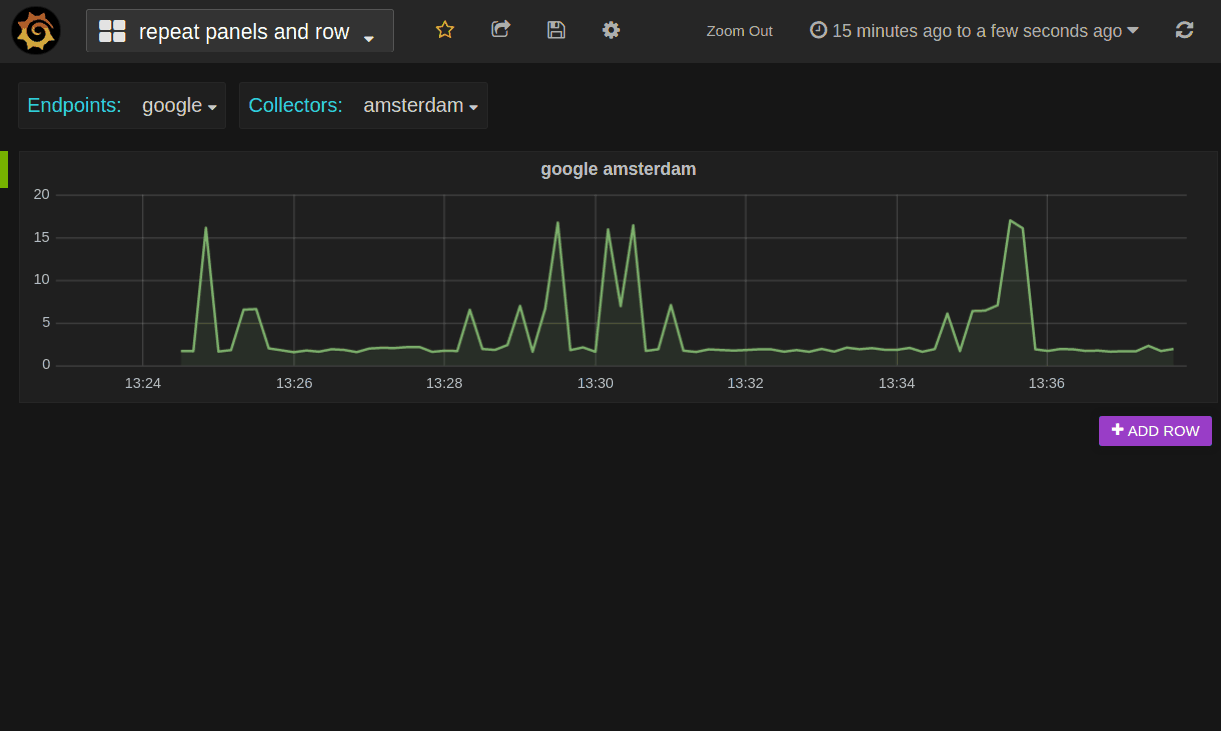 repeat panels and row
Zoom Out
15 minutes ago to a few seconds ago
Endpoints: google
Collectors: amsterdam
google amsterdam
20
15
10
5
0
13:24 13:26 13:28 13:30 13:32 13:34 13:36
ADD ROW